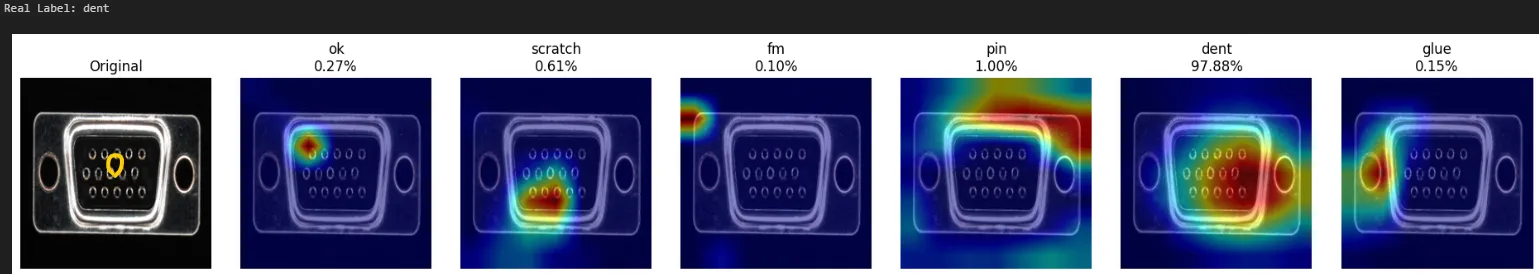 Real Label: dent
Original
ok
0.27%
scratch
0.61%
fm
0.10%
pin
1.00%
dent
97.88%
glue
0.15%